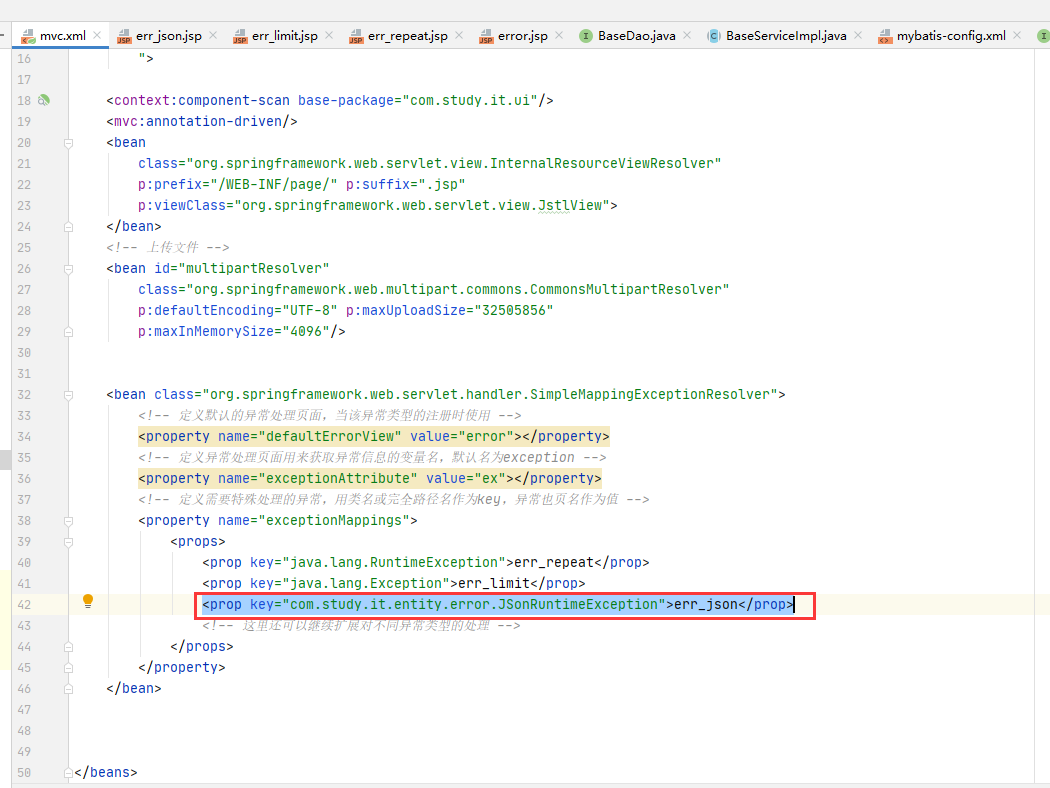 mvc.xml err_json.jsp err_limit.jsp err_repeat.jsp error.jsp BaseDao.java BaseServiceImpl.java mybatis-config.xml
16 ">
17
18 <context:component-scan base-package="com.study.it.ui"/>
19 <mvc:annotation-driven/>
20 <bean
21 class="org.springframework.web.servlet.view.InternalResourceViewResolver"
22 p:prefix="/WEB-INF/page/" p:suffix=".jsp"
23 p:viewClass="org.springframework.web.servlet.view.JstlView">
24 </bean>
25 <!-- 上传文件 -->
26 <bean id="multipartResolver"
27 class="org.springframework.web.multipart.commons.CommonsMultipartResolver"
28 p:defaultEncoding="UTF-8" p:maxUploadSize="32505856"
29 p:maxInMemorySize="4096"/>
30
31
32 <bean class="org.springframework.web.servlet.handler.SimpleMappingExceptionResolver">
33 <!-- 定义默认的异常处理页面，当该异常类型的注册时使用 -->
34 <property name="defaultErrorView" value="error"></property>
35 <!-- 定义异常处理页面用来获取异常信息的变量名，默认名为exception -->
36 <property name="exceptionAttribute" value="ex"></property>
37 <!-- 定义需要特殊处理的异常，用类名或完全路径名作为key，异常也页名作为值 -->
38 <property name="exceptionMappings">
39 <props>
40 <prop key="java.lang.RuntimeException">err_repeat</prop>
41 <prop key="java.lang.Exception">err_limit</prop>
42 <prop key="com.study.it.entity.error.JSonRuntimeException">err_json</prop>
43 <!-- 这里还可以继续扩展对不同异常类型的处理 -->
44 </props>
45 </property>
46 </bean>
47
48
49
50 </beans>